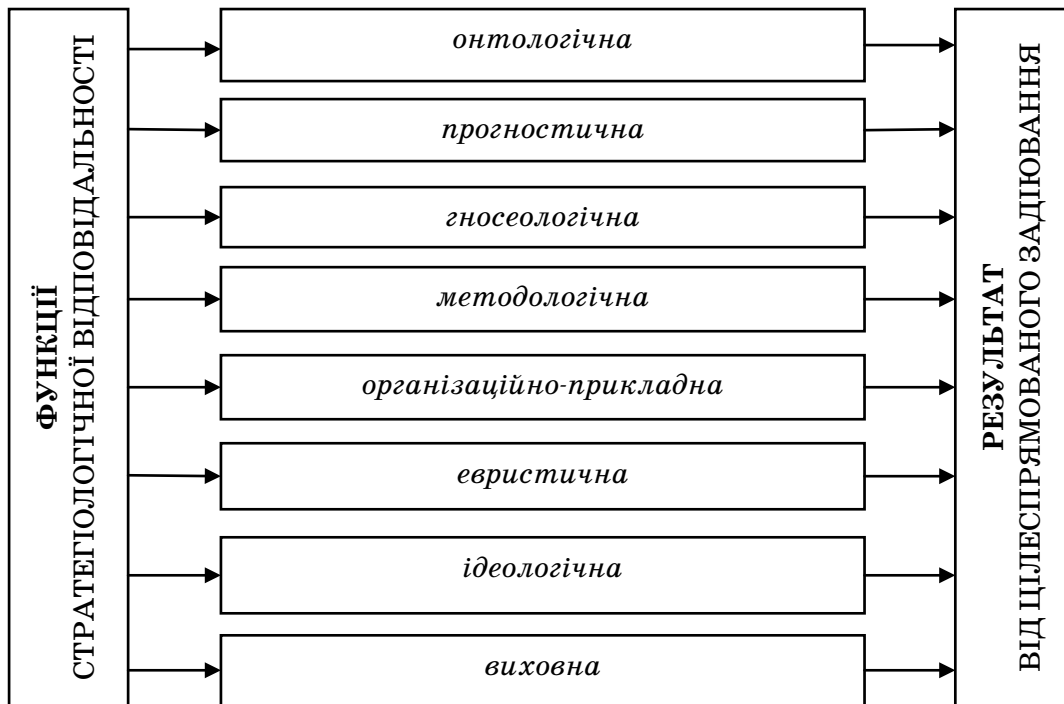 ФУНКЦІЇ
СТРАТЕГІОЛОГІЧНОЇ ВІДПОВІДАЛЬНОСТІ
онтологічна
прогностична
гносеологічна
методологічна
організаційно-прикладна
евристична
ідеологічна
виховна
РЕЗУЛЬТАТ
ВІД ЦІЛЕСПРЯМОВАНОГО ЗАДІЮВАННЯ